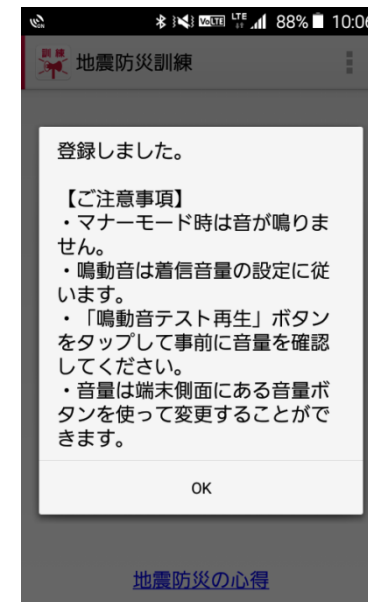 VoLTE LTE 88% 10:06
訓練
地震防災訓練
登録しました。
【ご注意事項】
・マナーモード時は音が鳴りま
せん。
・鳴動音は着信音量の設定に従
います。
・「鳴動音テスト再生」ボタン
をタップして事前に音量を確認
してください。
・音量は端末側面にある音量ボ
タンを使って変更することがで
きます。
OK
地震防災の心得